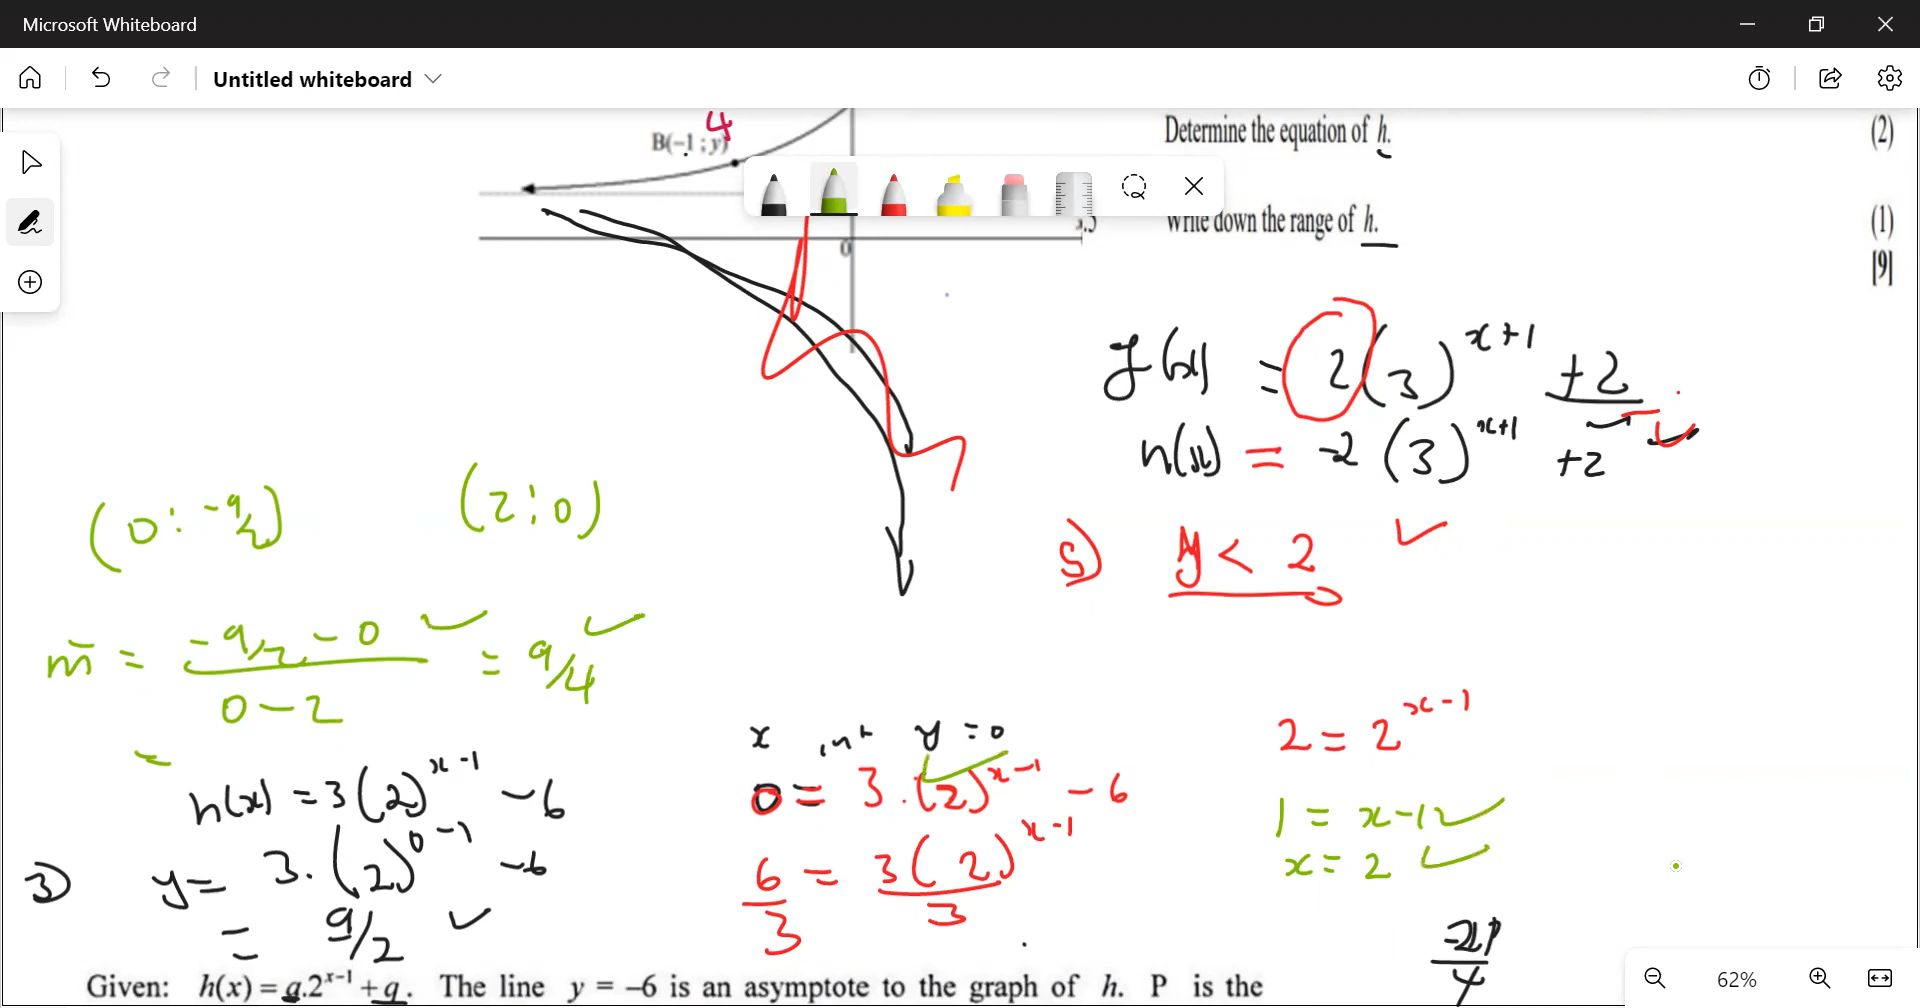 Microsoft Whiteboard
Untitled whiteboard
B(−1 ; y) 4
0
Determine the equation of h. (2)
Write down the range of h. (1)
[9]
f(x) = 2(3)^{x+1} +2
h(x) = -2(3)^{x+1} +2
5) y < 2
(0 ; -9/2)
(2 ; 0)
m = (-9/2 - 0)/(0 - 2) = 9/4
=
h(x) = 3(2)^{x-1} - 6
3) y = 3.(2)^{0-1} - 6
= 9/2
x int y = 0
0 = 3.(2)^{x-1} - 6
6/3 = 3(2)^{x-1}/3
2 = 2^{x-1}
1 = x-1
x = 2
Given: h(x) = a.2^{x−1} + q. The line y = −6 is an asymptote to the graph of h. P is the
62%